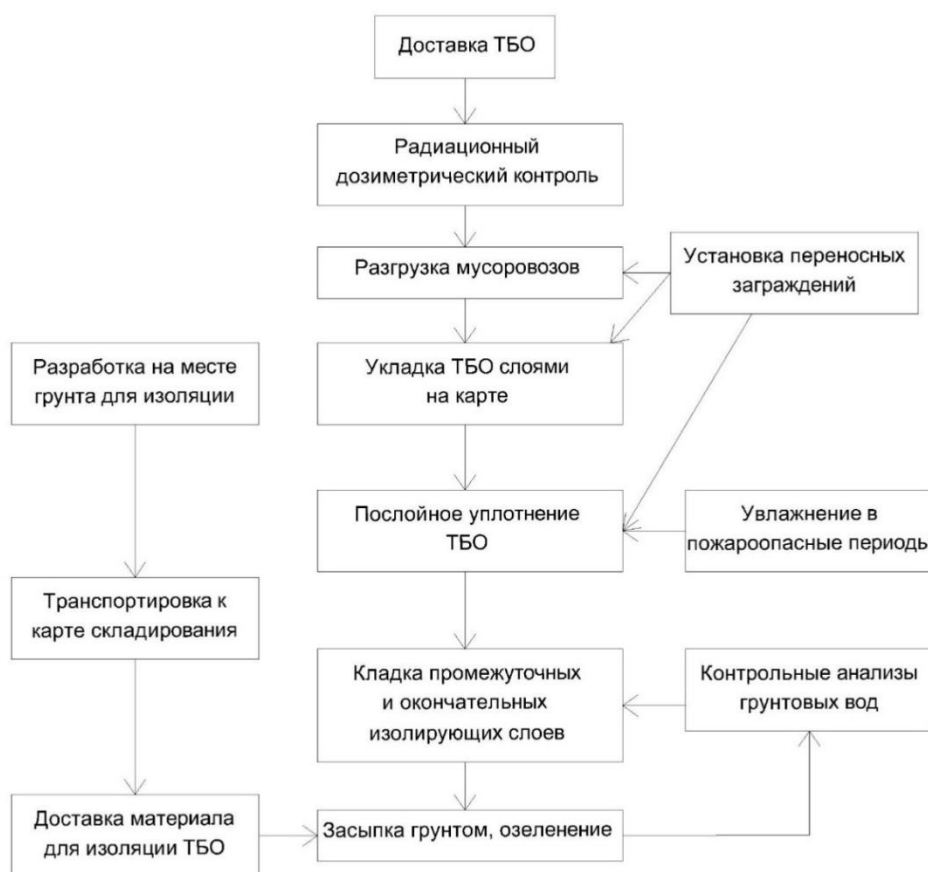 Доставка ТБО
Радиационный
дозиметрический контроль
Разгрузка мусоровозов
Установка переносных
заграждений
Разработка на месте
грунта для изоляции
Укладка ТБО слоями
на карте
Послойное уплотнение
ТБО
Увлажнение в
пожароопасные периоды
Транспортировка к
карте складирования
Кладка промежуточных
и окончательных
изолирующих слоев
Контрольные анализы
грунтовых вод
Доставка материала
для изоляции ТБО
Засыпка грунтом, озеленение